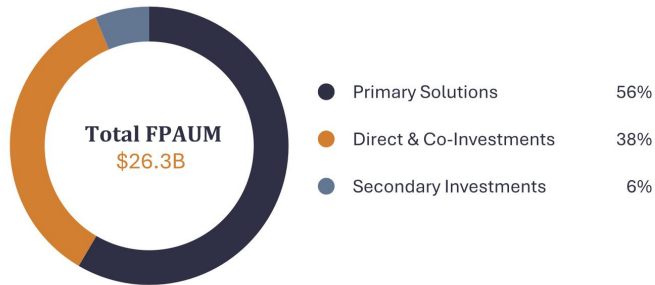 Total FPAUM
$26.3B
Primary Solutions 56%
Direct & Co-Investments 38%
Secondary Investments 6%